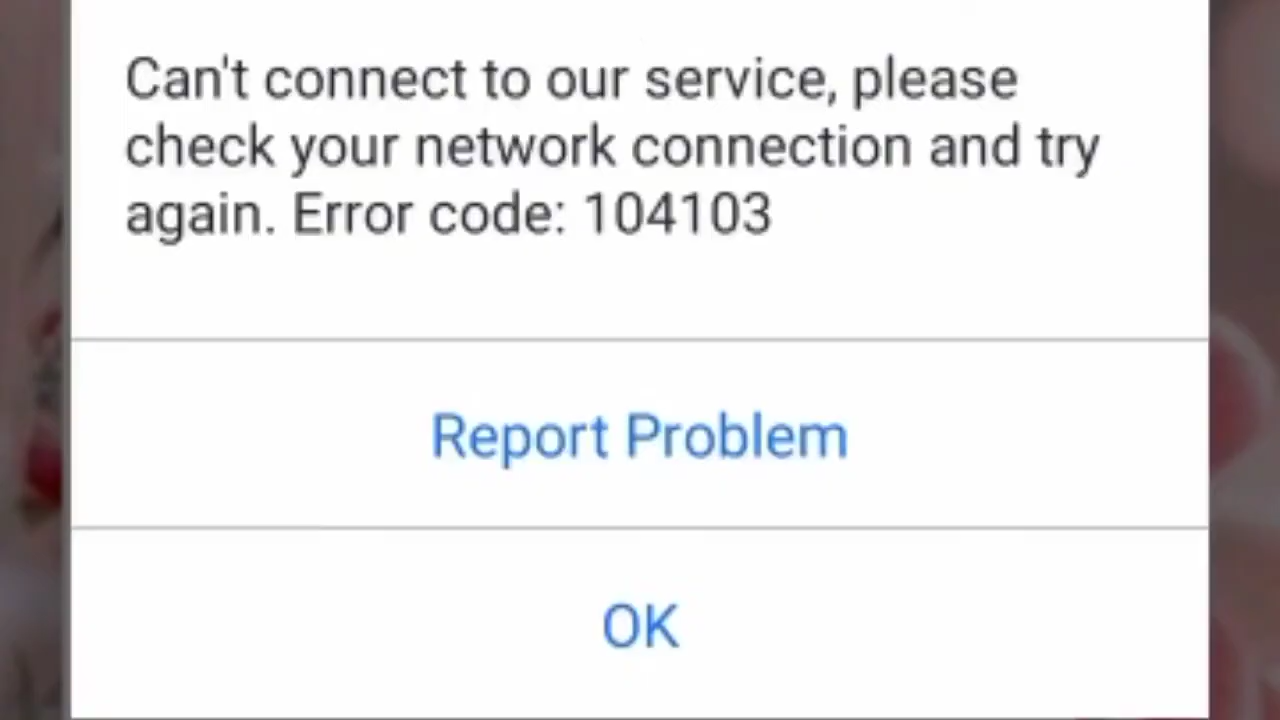 Can't connect to our service, please
check your network connection and try
again. Error code: 104103
Report Problem
OK